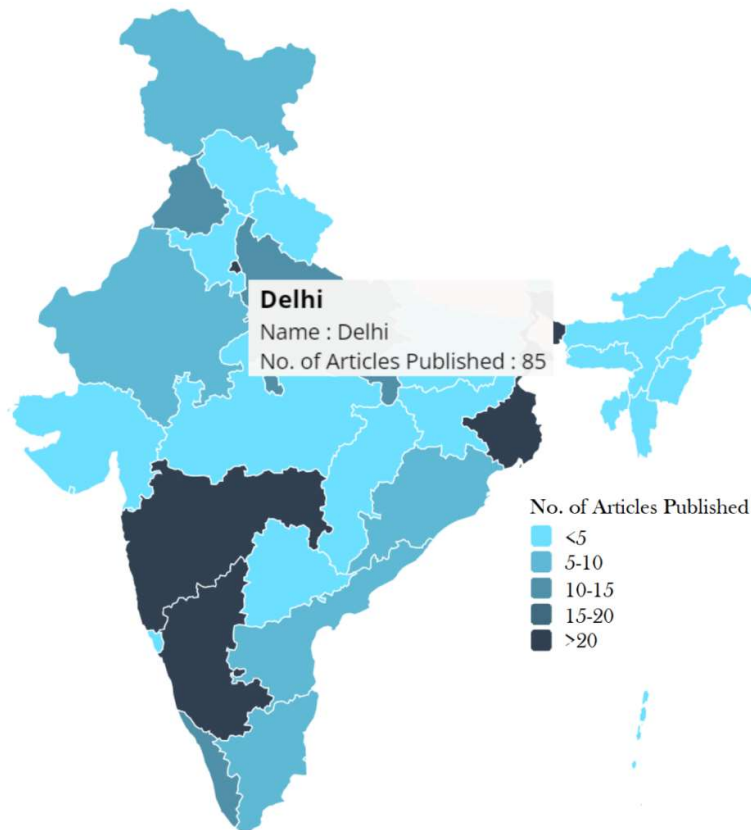 Delhi
Name : Delhi
No. of Articles Published : 85
No. of Articles Published
<5
5-10
10-15
15-20
>20